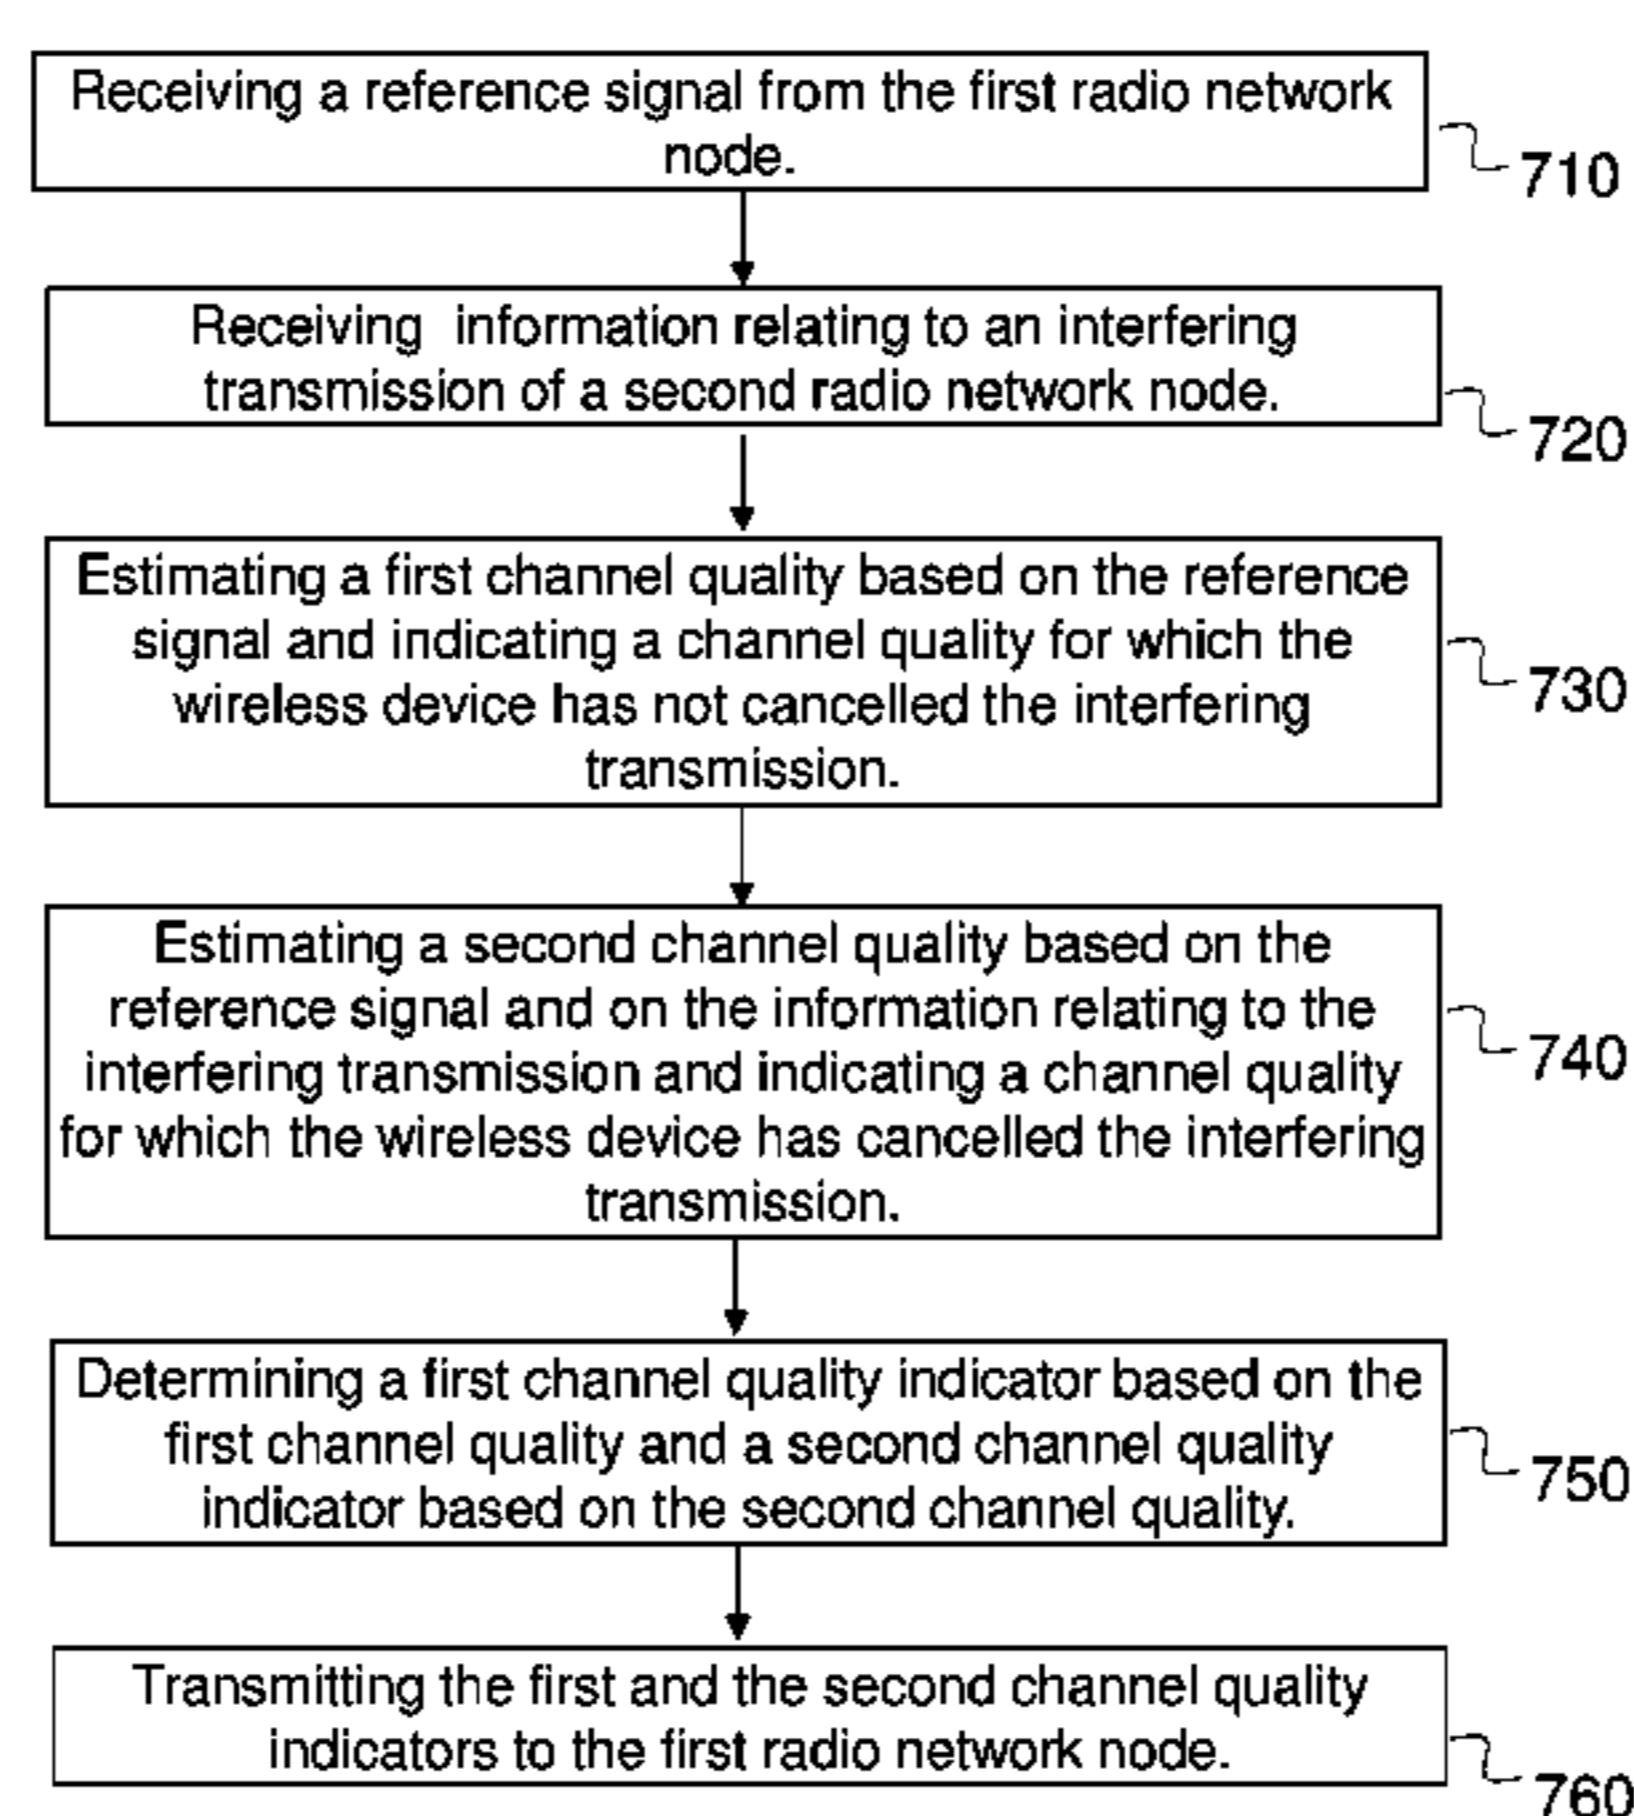 Receiving a reference signal from the first radio network
node.
710
Receiving information relating to an interfering
transmission of a second radio network node.
720
Estimating a first channel quality based on the reference
signal and indicating a channel quality for which the
wireless device has not cancelled the interfering
transmission.
730
Estimating a second channel quality based on the
reference signal and on the information relating to the
interfering transmission and indicating a channel quality
for which the wireless device has cancelled the interfering
transmission.
740
Determining a first channel quality indicator based on the
first channel quality and a second channel quality
indicator based on the second channel quality.
750
Transmitting the first and the second channel quality
indicators to the first radio network node.
760